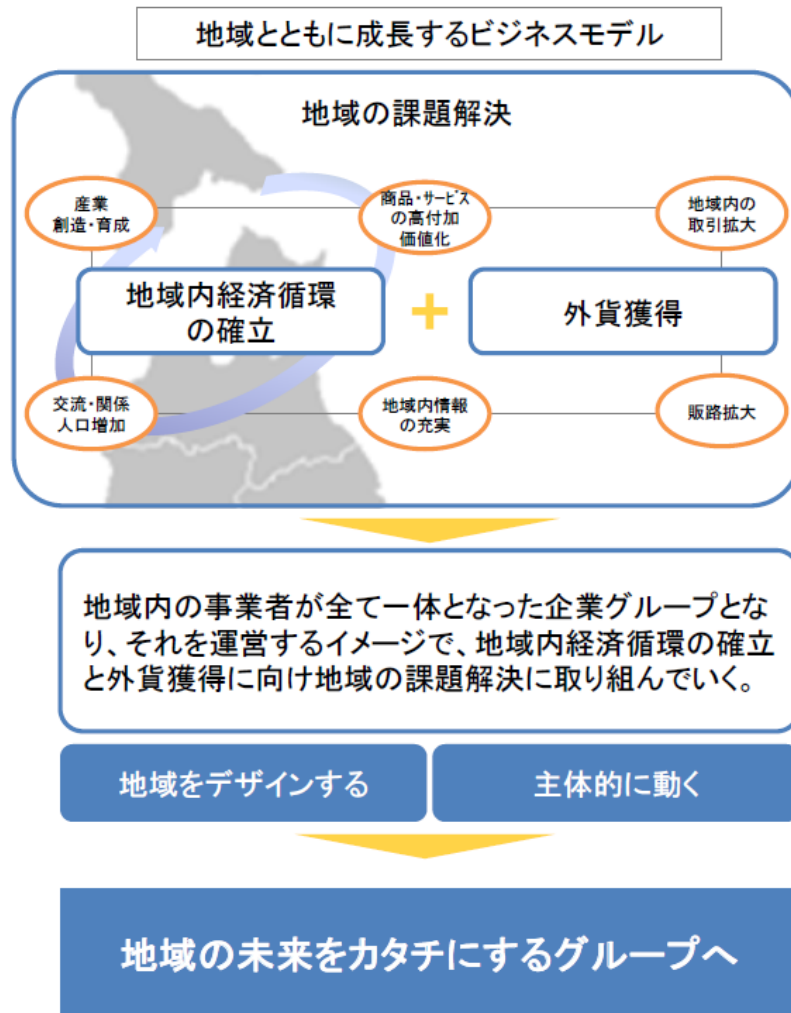 地域とともに成長するビジネスモデル
地域の課題解決
産業
創造・育成
商品・サービス
の高付加
価値化
地域内の
取引拡大
地域内経済循環
の確立
+
外貨獲得
交流・関係
人口増加
地域内情報
の充実
販路拡大
地域内の事業者が全て一体となった企業グループとな
り、それを運営するイメージで、地域内経済循環の確立
と外貨獲得に向け地域の課題解決に取り組んでいく。
地域をデザインする
主体的に動く
地域の未来をカタチにするグループへ